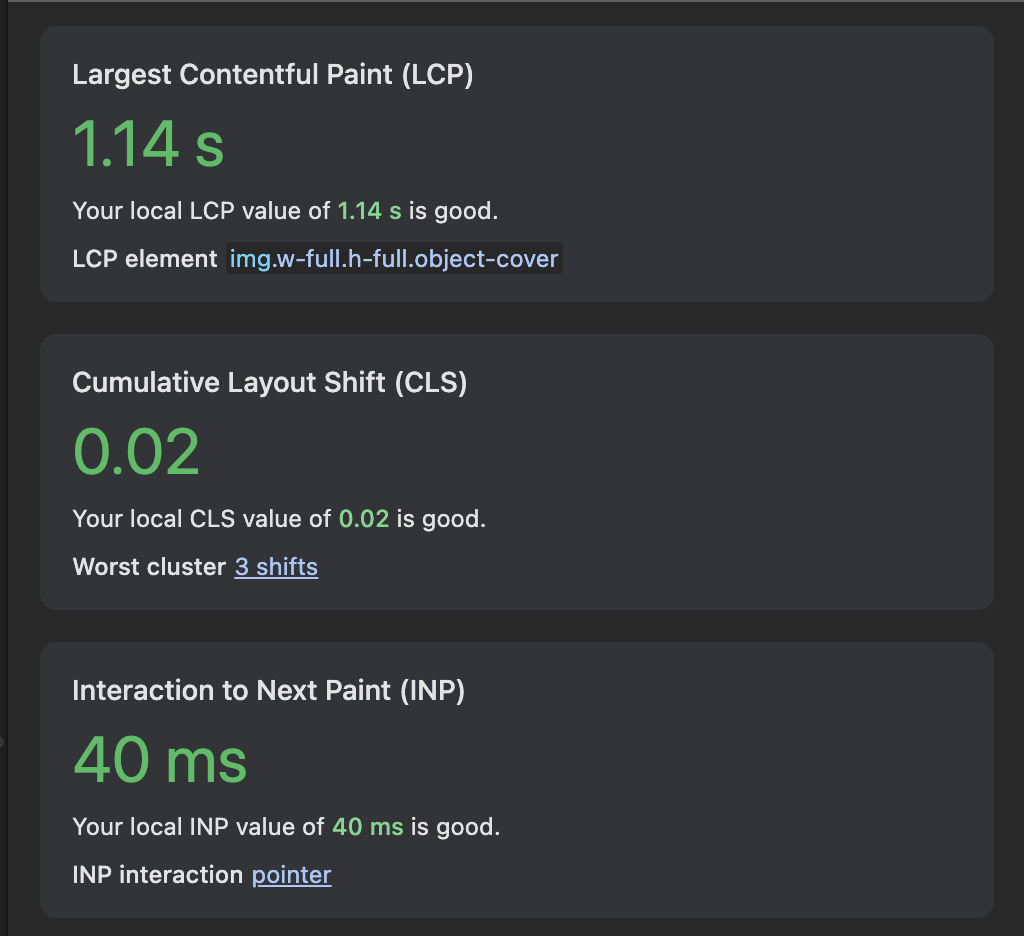 Largest Contentful Paint (LCP)
1.14 s
Your local LCP value of 1.14 s is good.
LCP element img.w-full.h-full.object-cover
Cumulative Layout Shift (CLS)
0.02
Your local CLS value of 0.02 is good.
Worst cluster 3 shifts
Interaction to Next Paint (INP)
40 ms
Your local INP value of 40 ms is good.
INP interaction pointer